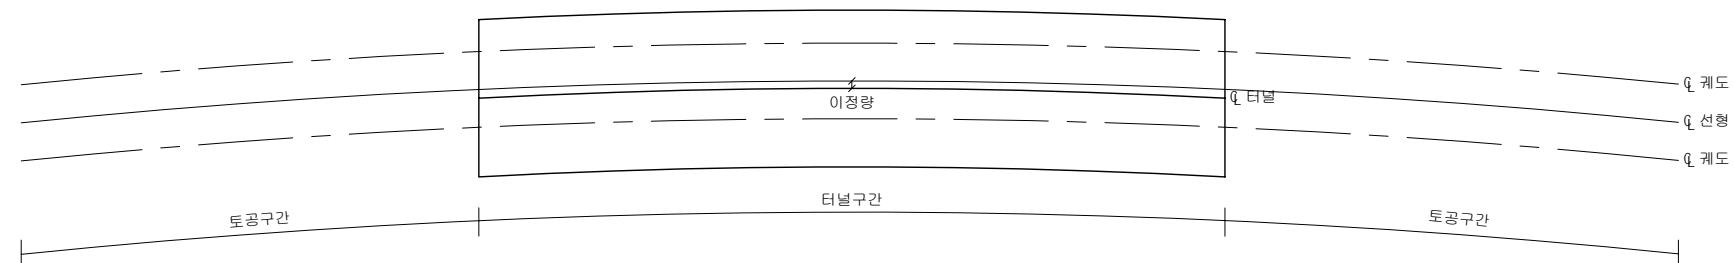 ℄ 궤도
이정량
℄ 터널
℄ 선형
℄ 궤도
터널구간
토공구간
토공구간